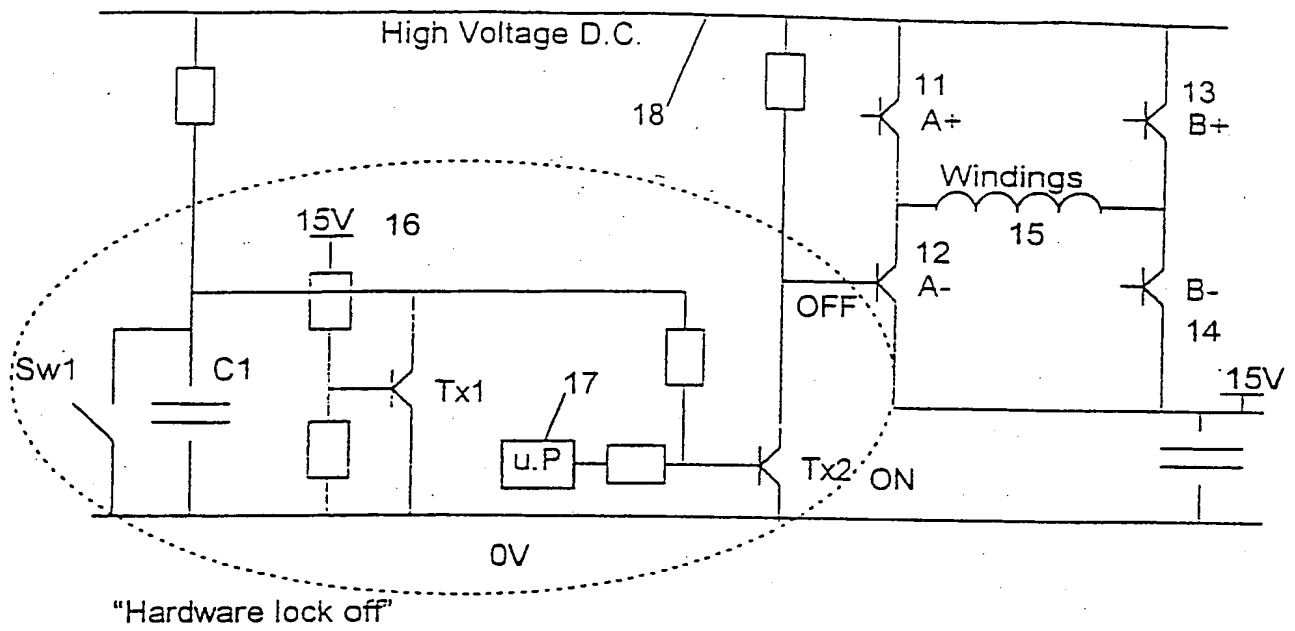 High Voltage D.C.
18
11
A+
13
B+
Windings
15
15V
16
12
A-
OFF
B-
14
Sw1
C1
Tx1
17
u.P
Tx2
ON
15V
0V
"Hardware lock off"